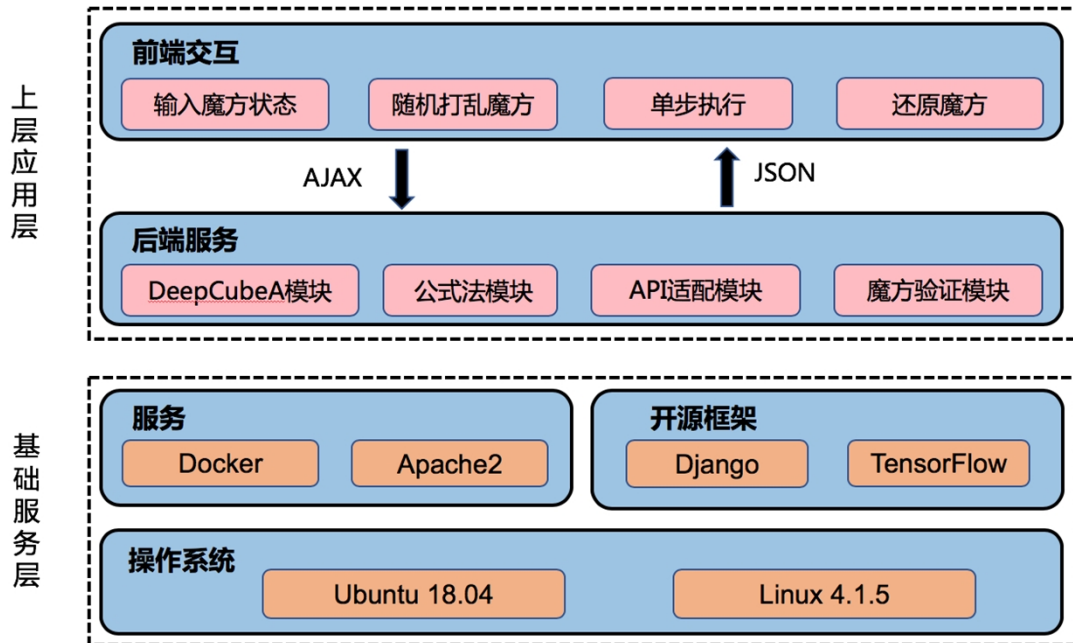 上层应用层
前端交互
输入魔方状态
随机打乱魔方
单步执行
还原魔方
AJAX
JSON
后端服务
DeepCubeA模块
公式法模块
API适配模块
魔方验证模块
基础服务层
服务
Docker
Apache2
开源框架
Django
TensorFlow
操作系统
Ubuntu 18.04
Linux 4.1.5